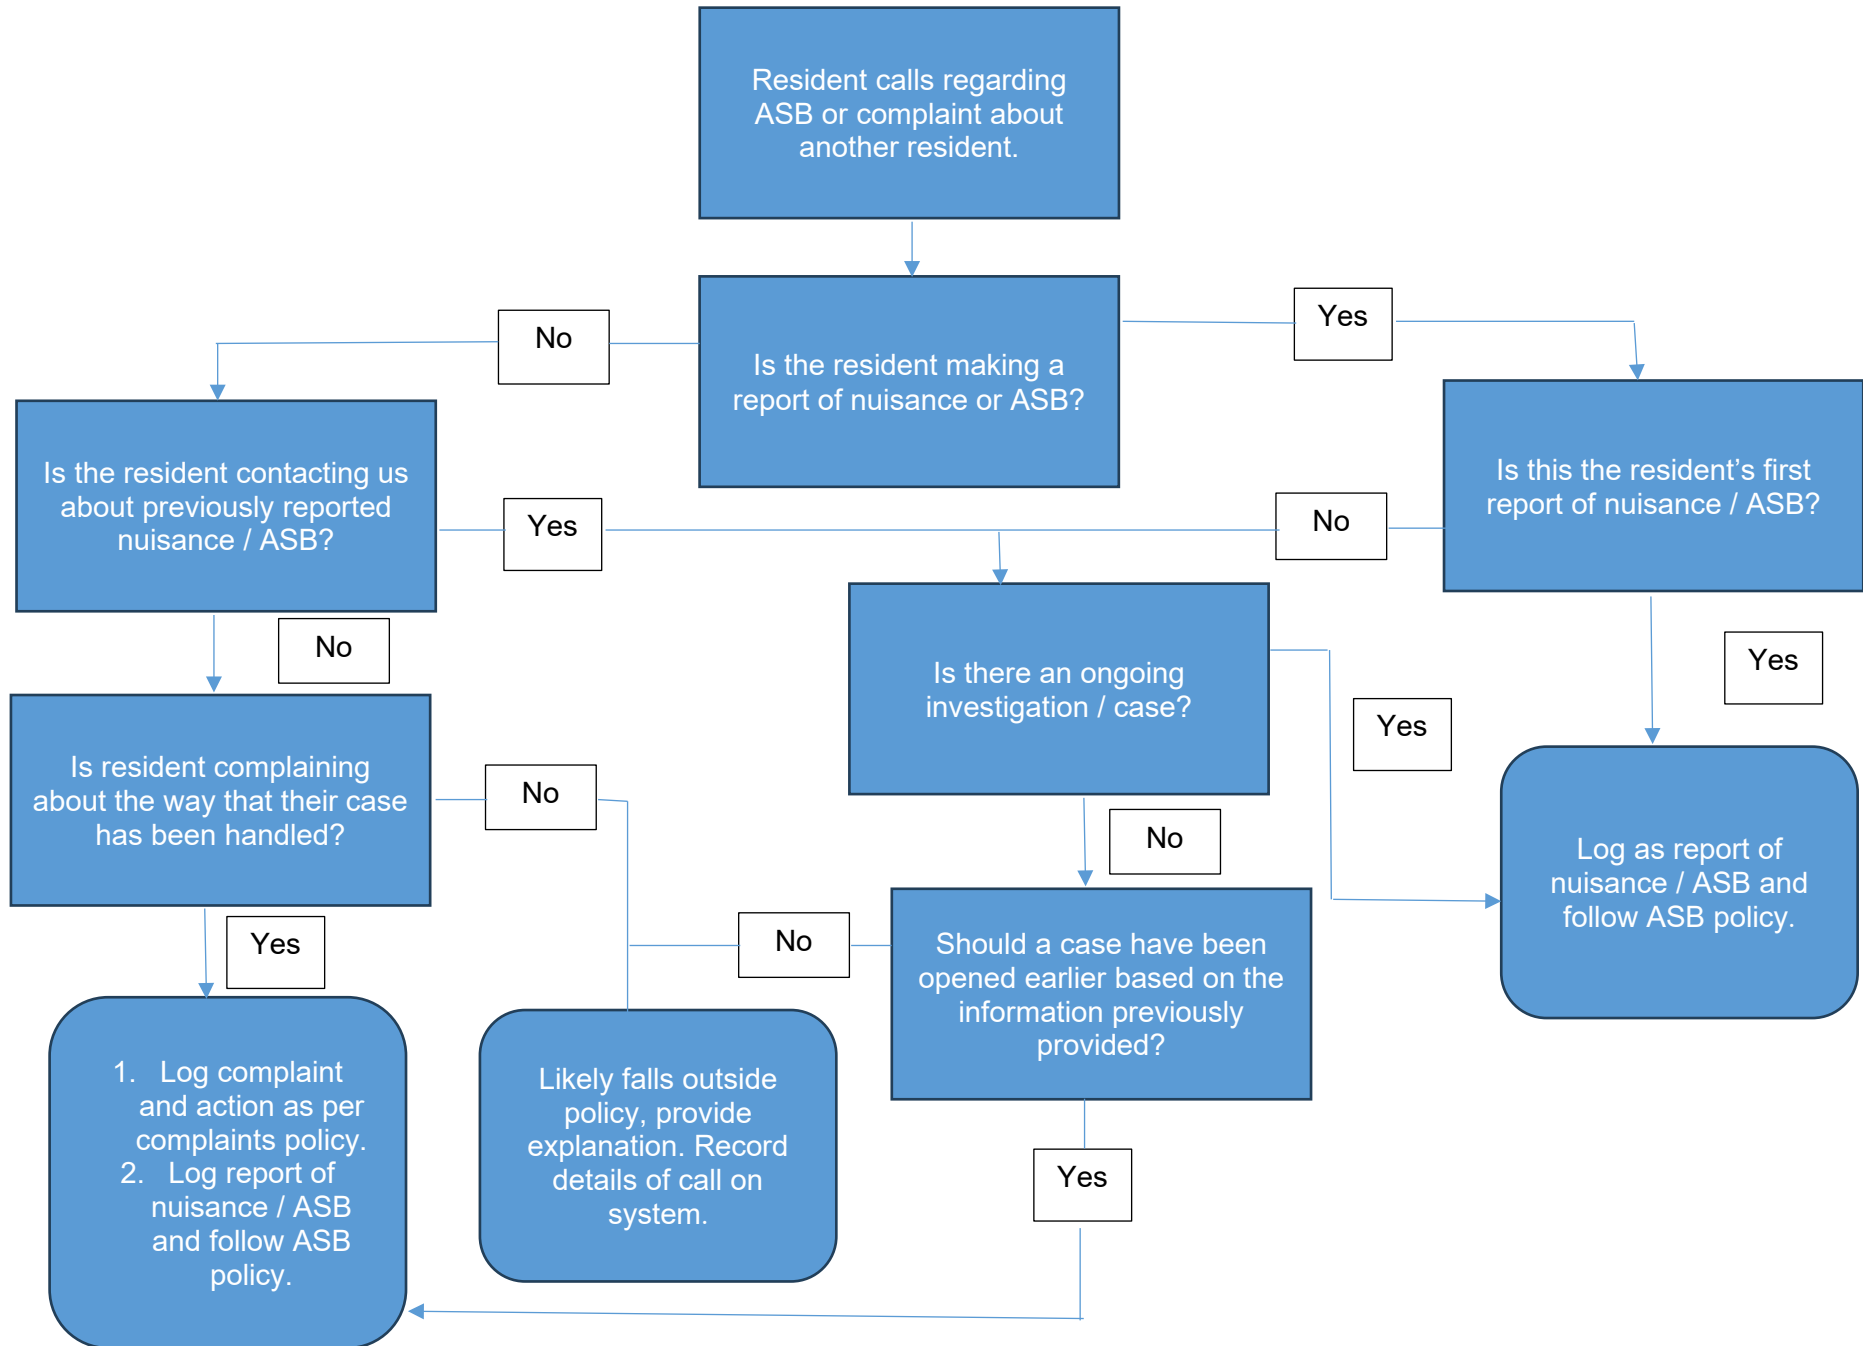 Resident calls regarding
ASB or complaint about
another resident.
No
Yes
Is the resident making a
report of nuisance or ASB?
Is the resident contacting us
about previously reported
nuisance / ASB?
Yes
No
Is this the resident’s first
report of nuisance / ASB?
No
Is there an ongoing
investigation / case?
Yes
Yes
Is resident complaining
about the way that their case
has been handled?
No
No
Log as report of
nuisance / ASB and
follow ASB policy.
Yes
No
Should a case have been
opened earlier based on the
information previously
provided?
1. Log complaint
and action as per
complaints policy.
2. Log report of
nuisance / ASB
and follow ASB
policy.
Likely falls outside
policy, provide
explanation. Record
details of call on
system.
Yes